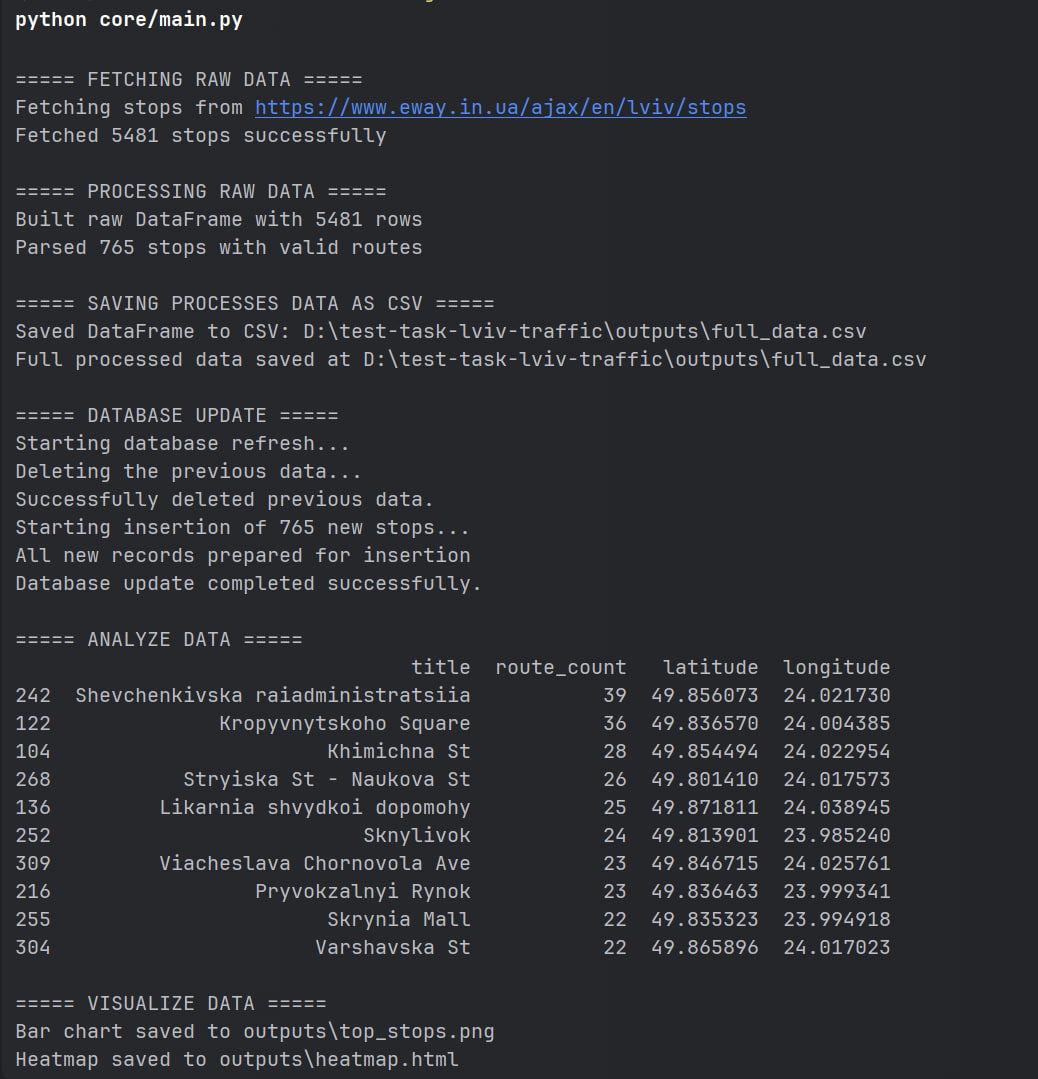 python core/main.py
===== FETCHING RAW DATA =====
Fetching stops from https://www.eway.in.ua/ajax/en/lviv/stops
Fetched 5481 stops successfully
===== PROCESSING RAW DATA =====
Built raw DataFrame with 5481 rows
Parsed 765 stops with valid routes
===== SAVING PROCESSES DATA AS CSV =====
Saved DataFrame to CSV: D:\test-task-lviv-traffic\outputs\full_data.csv
Full processed data saved at D:\test-task-lviv-traffic\outputs\full_data.csv
===== DATABASE UPDATE =====
Starting database refresh...
Deleting the previous data...
Successfully deleted previous data.
Starting insertion of 765 new stops...
All new records prepared for insertion
Database update completed successfully.
===== ANALYZE DATA =====
title route_count latitude longitude
242 Shevchenkivska raiadministratsiia 39 49.856073 24.021730
122 Kropyvnytskoho Square 36 49.836570 24.004385
104 Khimichna St 28 49.854494 24.022954
268 Stryiska St - Naukova St 26 49.801410 24.017573
136 Likarnia shvydkoi dopomohy 25 49.871811 24.038945
252 Sknylivok 24 49.813901 23.985240
309 Viacheslava Chornovola Ave 23 49.846715 24.025761
216 Pryvokzalnyi Rynok 23 49.836463 23.999341
255 Skrynia Mall 22 49.835323 23.994918
304 Varshavska St 22 49.865896 24.017023
===== VISUALIZE DATA =====
Bar chart saved to outputs\top_stops.png
Heatmap saved to outputs\heatmap.html